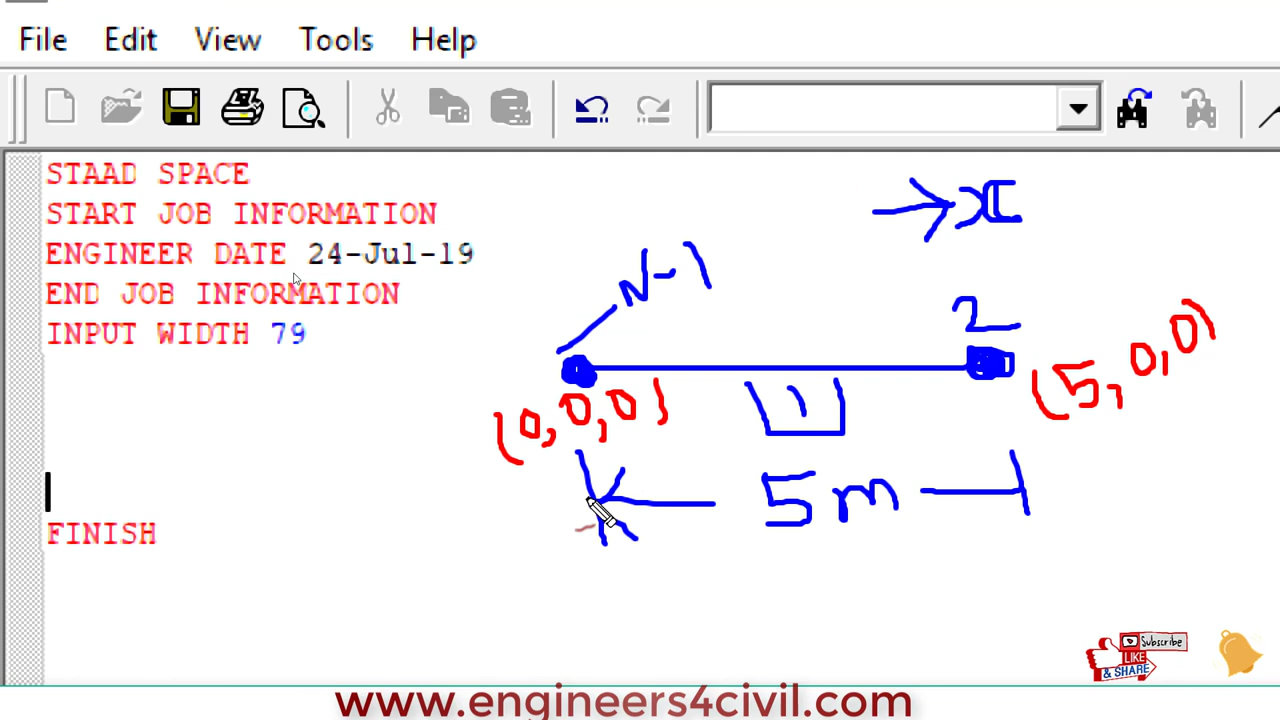 File Edit View Tools Help
STAAD SPACE
START JOB INFORMATION
ENGINEER DATE 24-Jul-19
END JOB INFORMATION
INPUT WIDTH 79
FINISH
x
N-1
2
(0,0,0)
(5,0,0)
1
5m
Subscribe
LIKE
& SHARE
www.engineers4civil.com